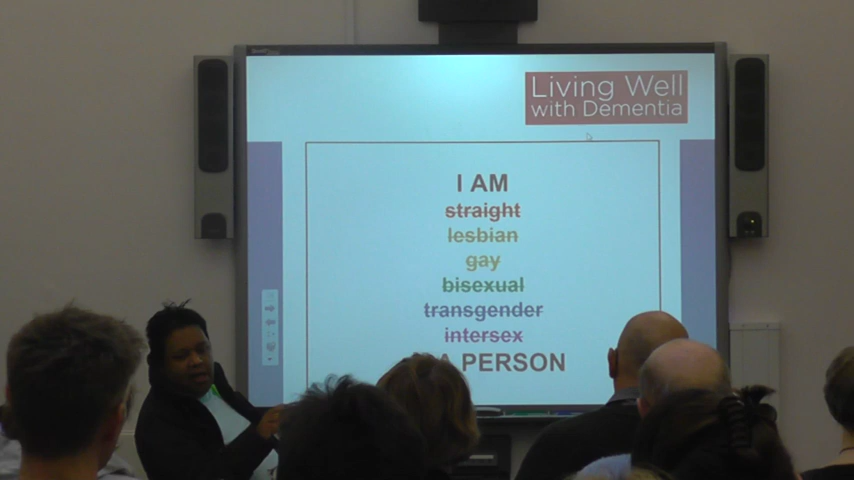 Living Well
with Dementia
I AM
straight
lesbian
gay
bisexual
transgender
intersex
A PERSON